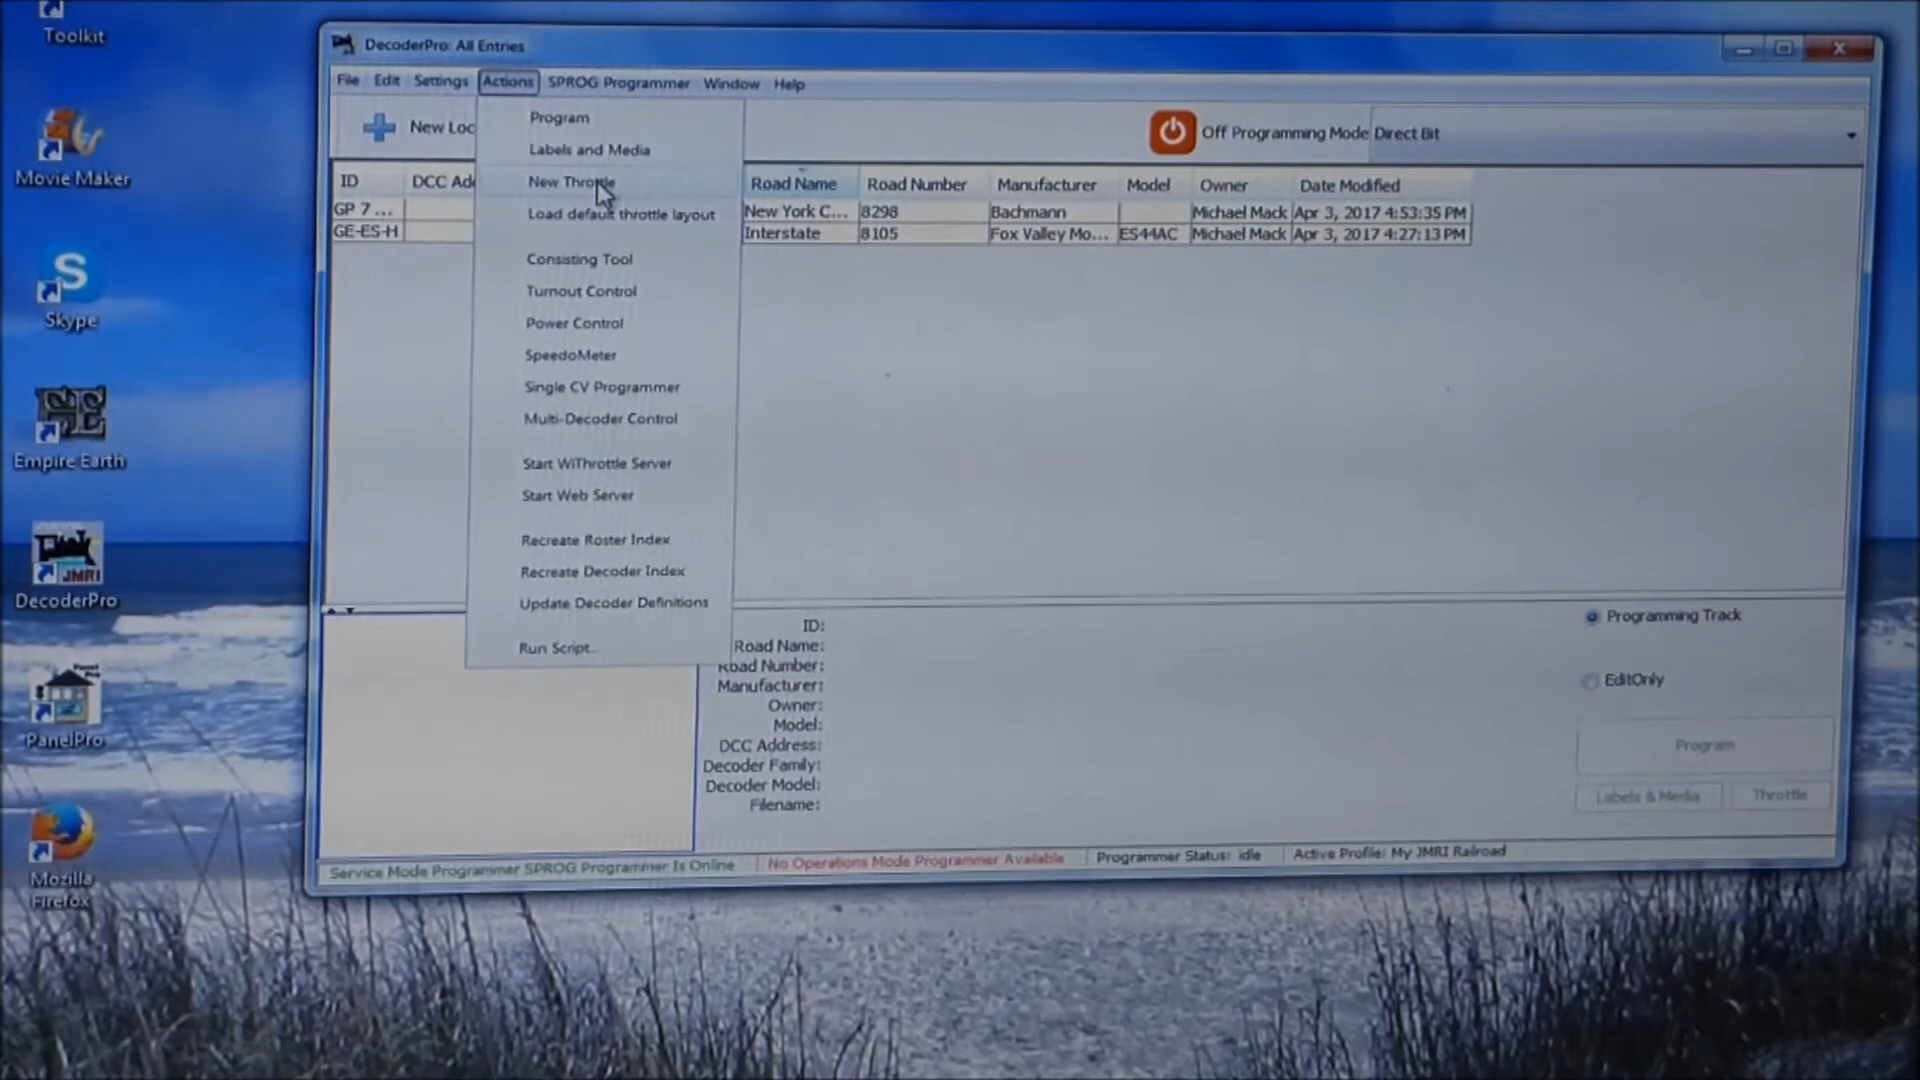 Toolkit
Movie Maker
Skype
Empire Earth
JMRI
DecoderPro
Panel Pro
PanelPro
Mozilla
Firefox
DecoderPro: All Entries
File Edit Settings Actions SPROG Programmer Window Help
New Loc
Off Programming Mode Direct Bit
Program
Labels and Media
New Throttle
Load default throttle layout
Consisting Tool
Turnout Control
Power Control
SpeedoMeter
Single CV Programmer
Multi-Decoder Control
Start WiThrottle Server
Start Web Server
Recreate Roster Index
Recreate Decoder Index
Update Decoder Definitions
Run Script...
ID DCC Add Road Name Road Number Manufacturer Model Owner Date Modified
GP 7 ... New York C... 8298 Bachmann Michael Mack Apr 3, 2017 4:53:35 PM
GE-ES-H Interstate 8105 Fox Valley Mo... ES44AC Michael Mack Apr 3, 2017 4:27:13 PM
ID:
Road Name:
Road Number:
Manufacturer:
Owner:
Model:
DCC Address:
Decoder Family:
Decoder Model:
Filename:
Programming Track
EditOnly
Program
Labels & Media Throttle
Service Mode Programmer SPROG Programmer Is Online No Operations Mode Programmer Available Programmer Status: idle Active Profile: My JMRI Railroad